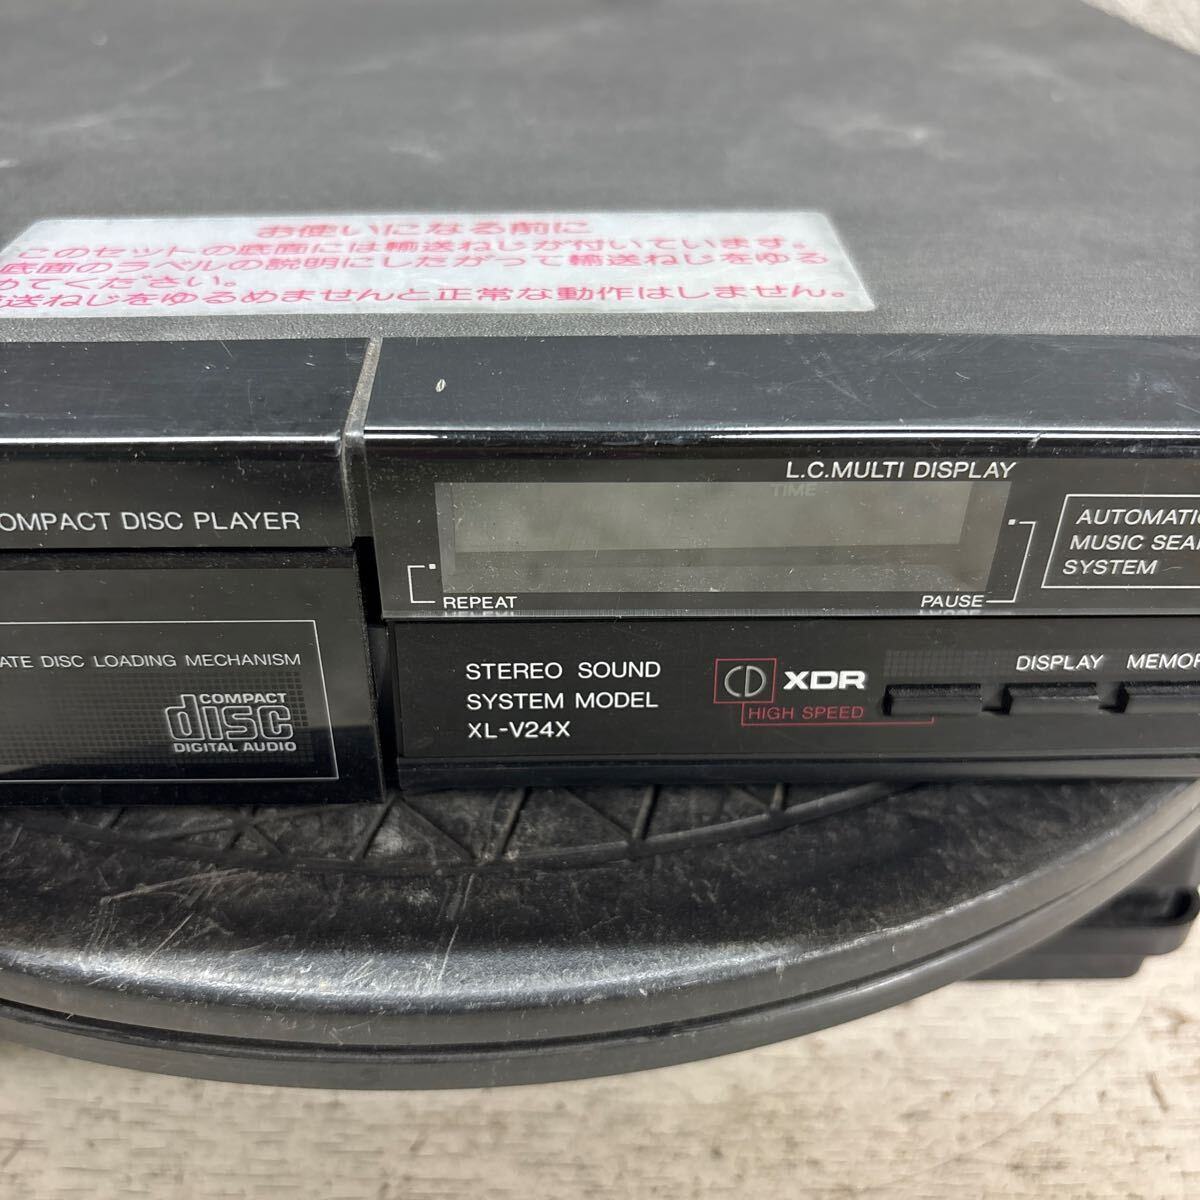 お使いになる前に
このセットの底面には輸送ねじが付いています。
底面のラベルの説明にしたがって輸送ねじをゆる
めてください。
送ねじをゆるめませんと正常な動作はしません。
OMPACT DISC PLAYER
ATE DISC LOADING MECHANISM
COMPACT
disc
DIGITAL AUDIO
L.C.MULTI DISPLAY
TIME
REPEAT
PAUSE
AUTOMATIC
MUSIC SEAR
SYSTEM
STEREO SOUND
SYSTEM MODEL
XL-V24X
CD XDR
HIGH SPEED
DISPLAY MEMOR